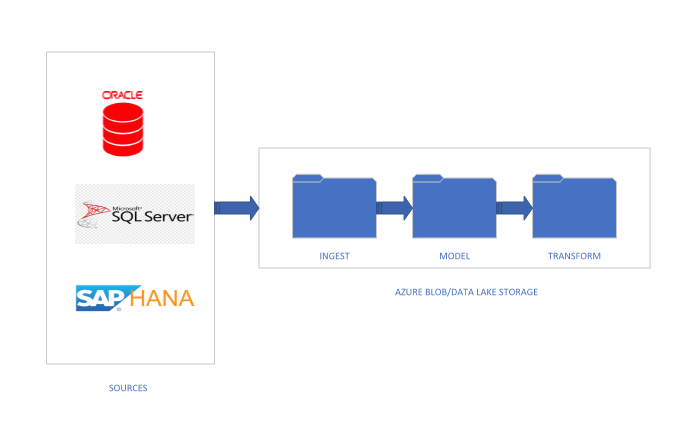 ORACLE
Microsoft®
SQL Server
SAP HANA
®
SOURCES
INGEST
MODEL
TRANSFORM
AZURE BLOB/DATA LAKE STORAGE